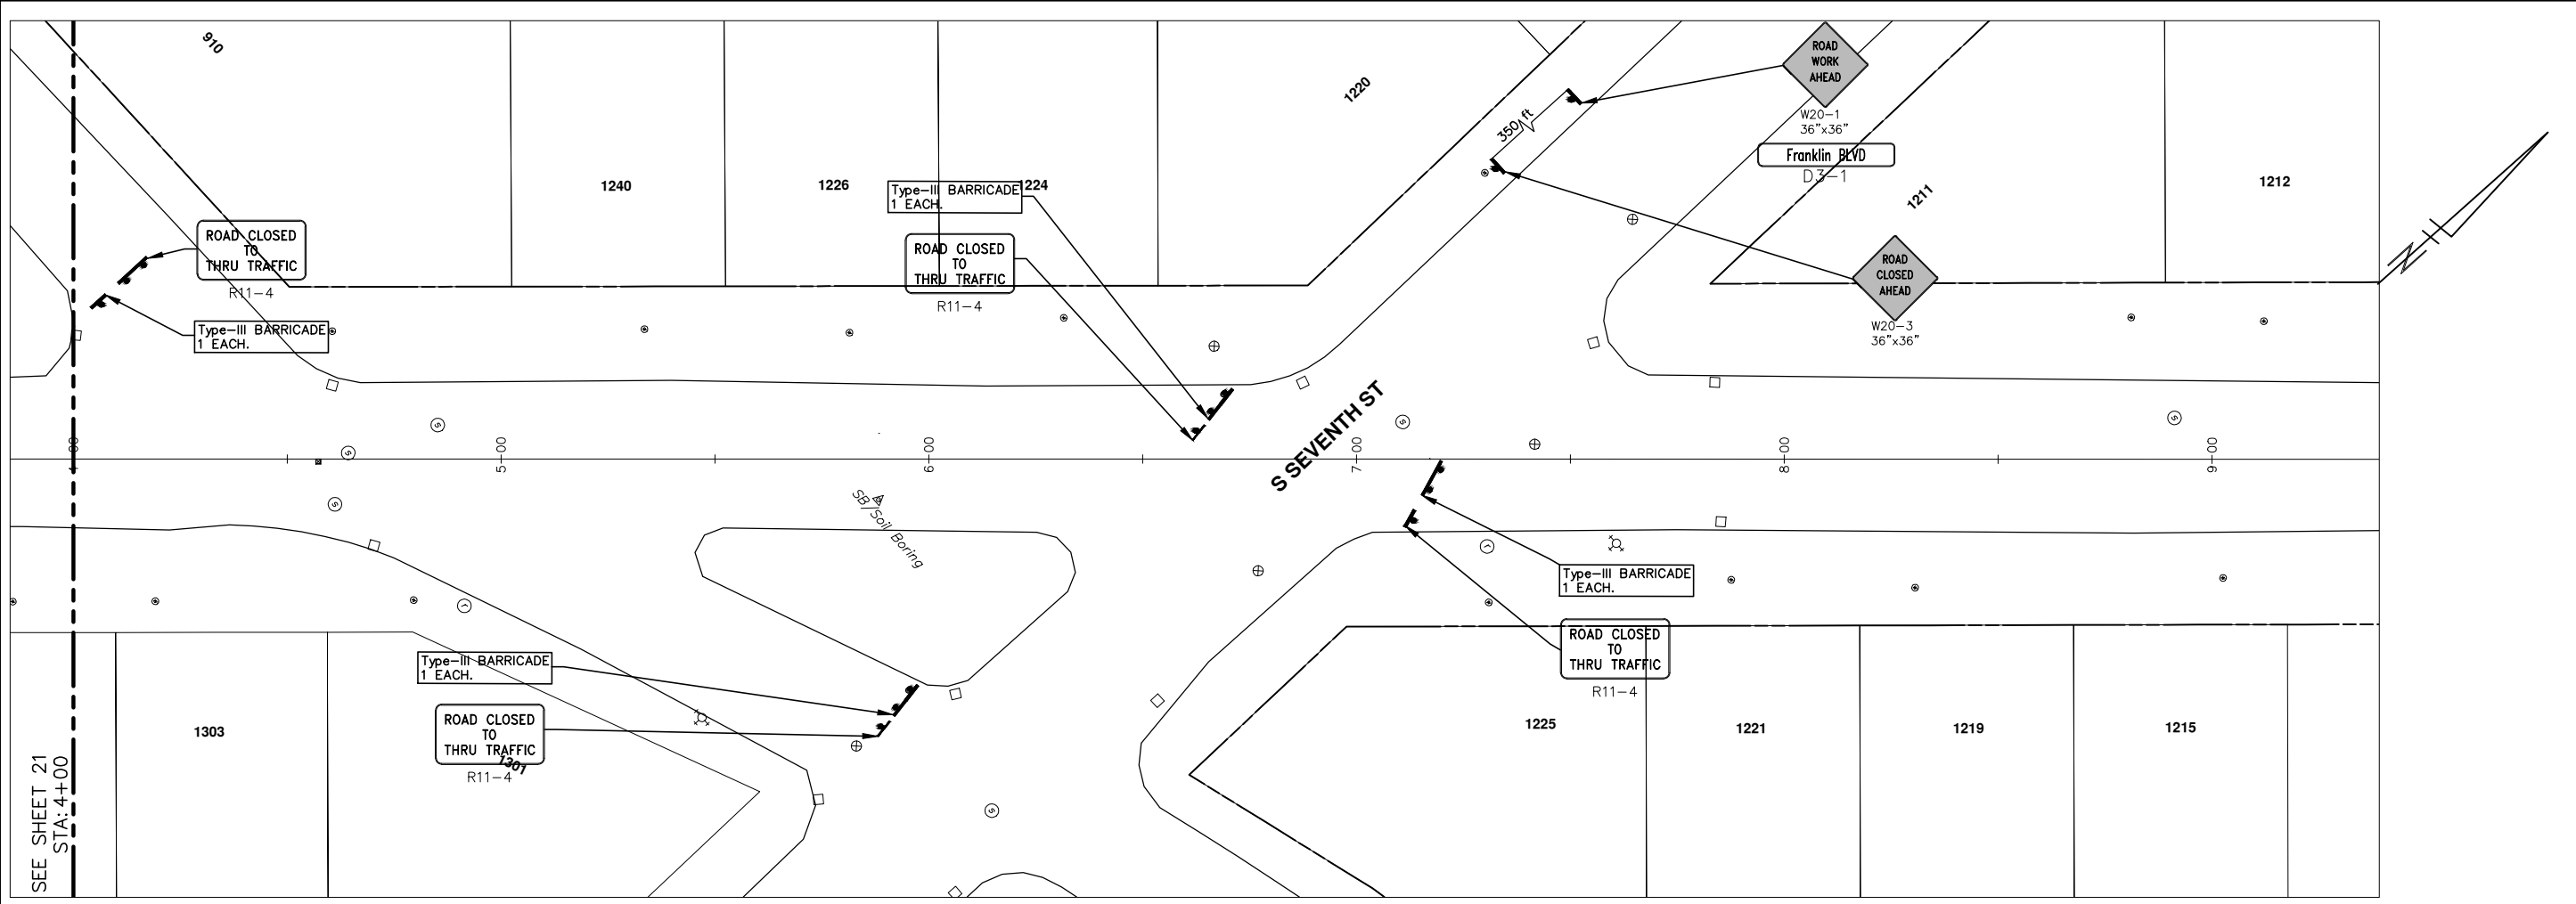 910
1240
1226
1224
1220
1211
1212
ROAD
WORK
AHEAD
W20-1
36"x36"
Franklin BLVD
D3-1
350 ft
ROAD
CLOSED
AHEAD
W20-3
36"x36"
ROAD CLOSED
TO
THRU TRAFFIC
R11-4
Type-III BARRICADE
1 EACH.
Type-III BARRICADE
1 EACH.
ROAD CLOSED
TO
THRU TRAFFIC
R11-4
N
S SEVENTH ST
5 00
6 00
7 00
8 00
9 00
S
S
S
S
S
SB/Soil Boring
Type-III BARRICADE
1 EACH.
ROAD CLOSED
TO
THRU TRAFFIC
R11-4
Type-III BARRICADE
1 EACH.
ROAD CLOSED
TO
THRU TRAFFIC
R11-4
1303
1301
1225
1221
1219
1215
S
SEE SHEET 21
STA: 4+00